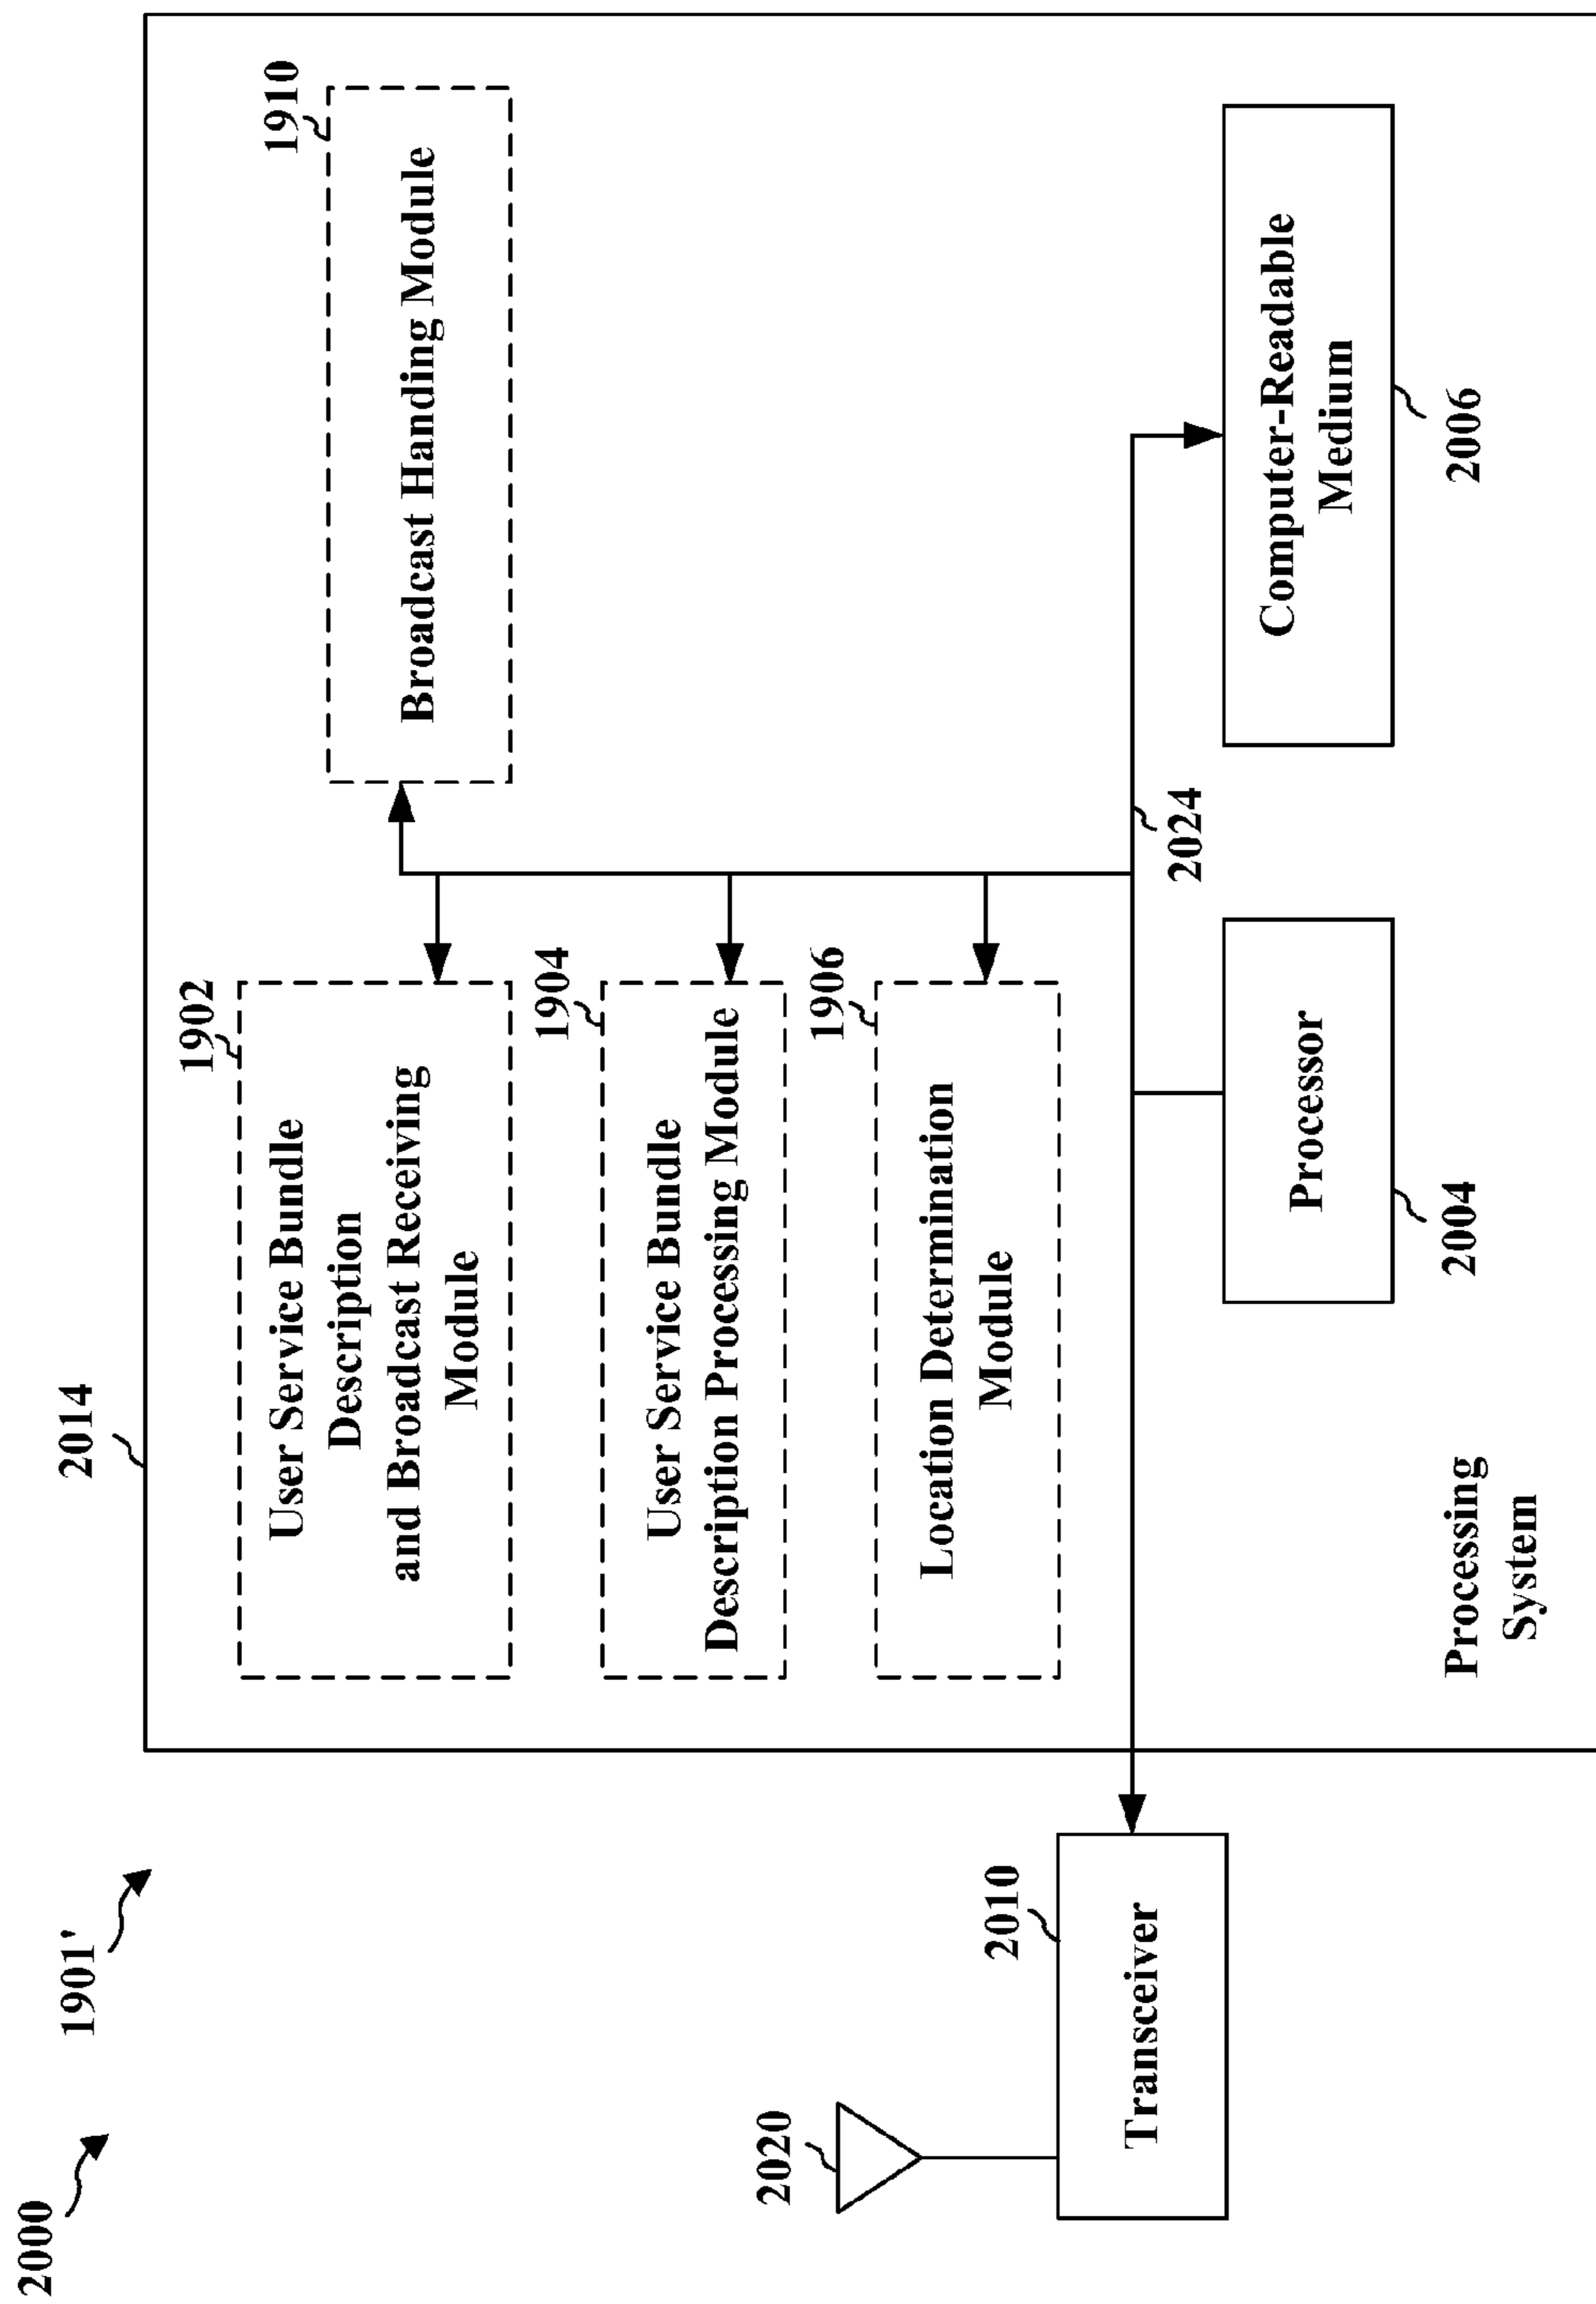 2000
1901'
2014
1902
User Service Bundle
Description
and Broadcast Receiving
Module
1910
Broadcast Handing Module
1904
User Service Bundle
Description Processing Module
1906
Location Determination
Module
2020
2010
Transceiver
2024
Processor
2004
Computer-Readable
Medium
2006
Processing
System